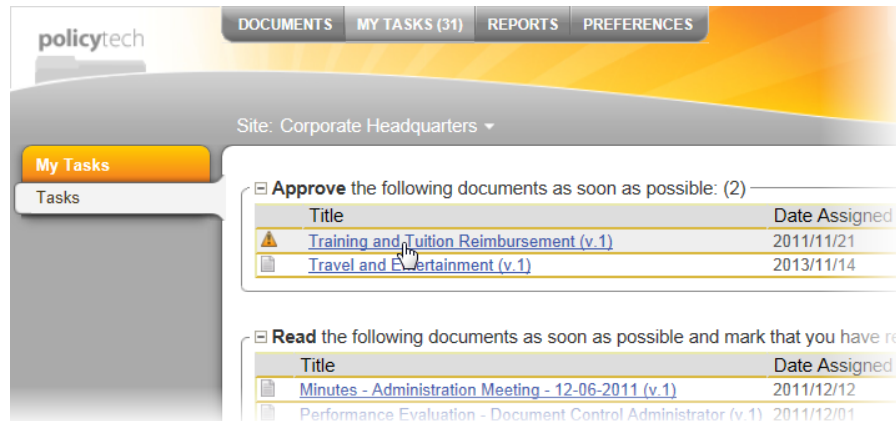 DOCUMENTS MY TASKS (31) REPORTS PREFERENCES
policytech
Site: Corporate Headquarters
My Tasks
Tasks
Approve the following documents as soon as possible: (2)
Title Date Assigned
Training and Tuition Reimbursement (v.1) 2011/11/21
Travel and Entertainment (v.1) 2013/11/14
Read the following documents as soon as possible and mark that you have re
Title Date Assigned
Minutes - Administration Meeting - 12-06-2011 (v.1) 2011/12/12
Performance Evaluation - Document Control Administrator (v.1) 2011/12/01